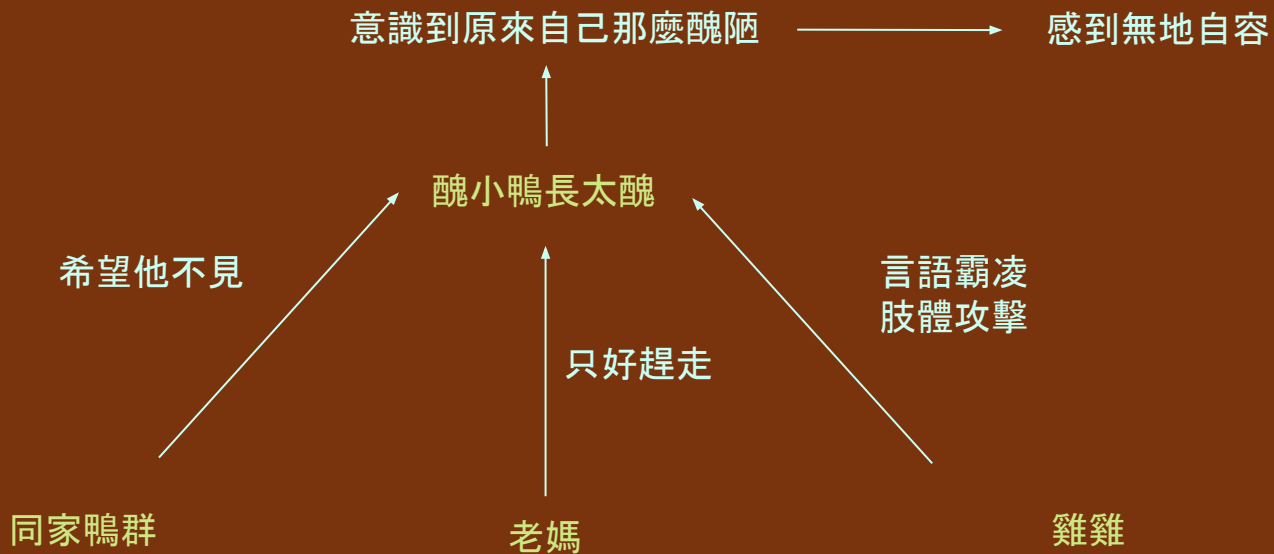 意識到原來自己那麼醜陋
感到無地自容
醜小鴨長太醜
希望他不見
言語霸凌
肢體攻擊
只好趕走
同家鴨群
老媽
雞雞